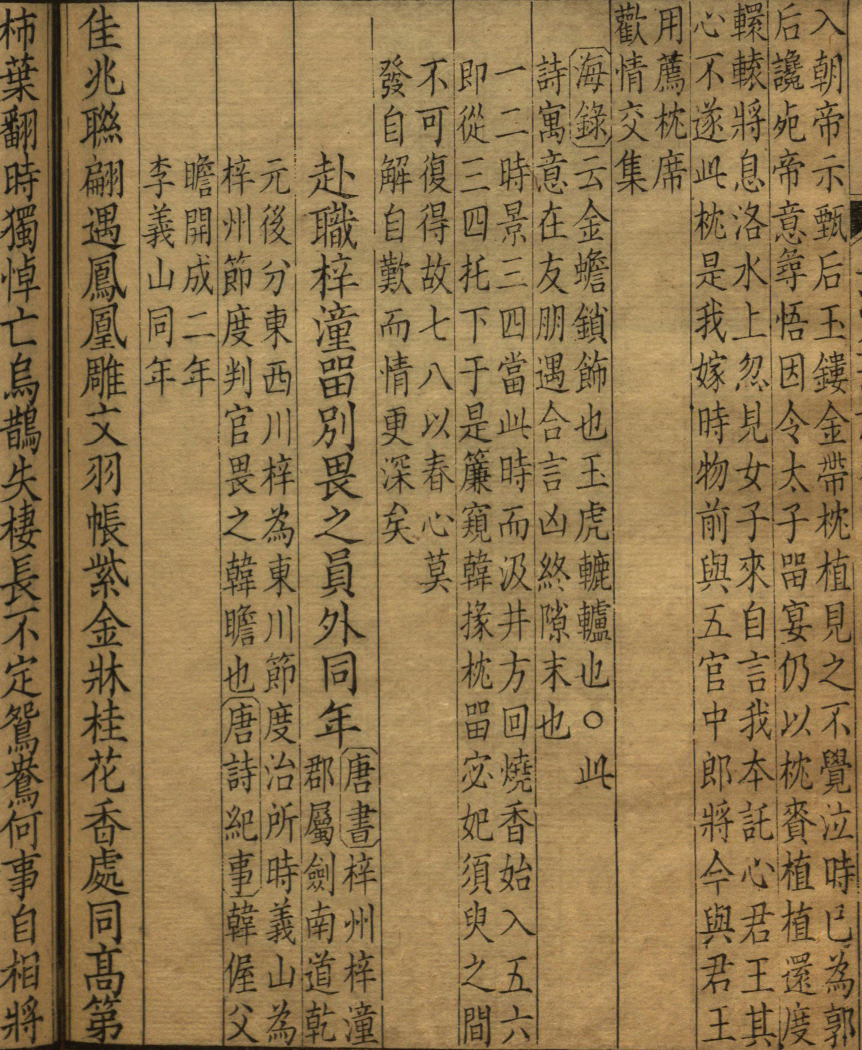 入朝帝示甄后玉鏤金帶枕植見之不覺泣時已為郭
后讒死帝意尋悟因令太子畱宴仍以枕賚植植還度
轘轅將息洛水上忽見女子來自言我本託心君王其
心不遂此枕是我嫁時物前與五官中郎將今與君王
用薦枕席
歡情交集
海錄云金蟾鎖飾也玉虎轆轤也○此
詩寓意在友朋遇合言凶終隙末也
一二時景三四當此時而汲井方回燒香始入五六
即從三四托下于是簾窺韓掾枕畱宓妃須臾之間
不可復得故七八以春心莫
發自解自歎而情更深矣
赴職梓潼畱別畏之員外同年
唐書梓州梓潼
郡屬劍南道乾
元後分東西川梓為東川節度治所時義山為
梓州節度判官畏之韓瞻也唐詩紀事韓偓父
瞻開成二年
李義山同年
佳兆聯翩遇鳳凰雕文羽帳紫金牀桂花香處同高第
柿葉翻時獨悼亡烏鵲失棲長不定鴛鴦何事自相將